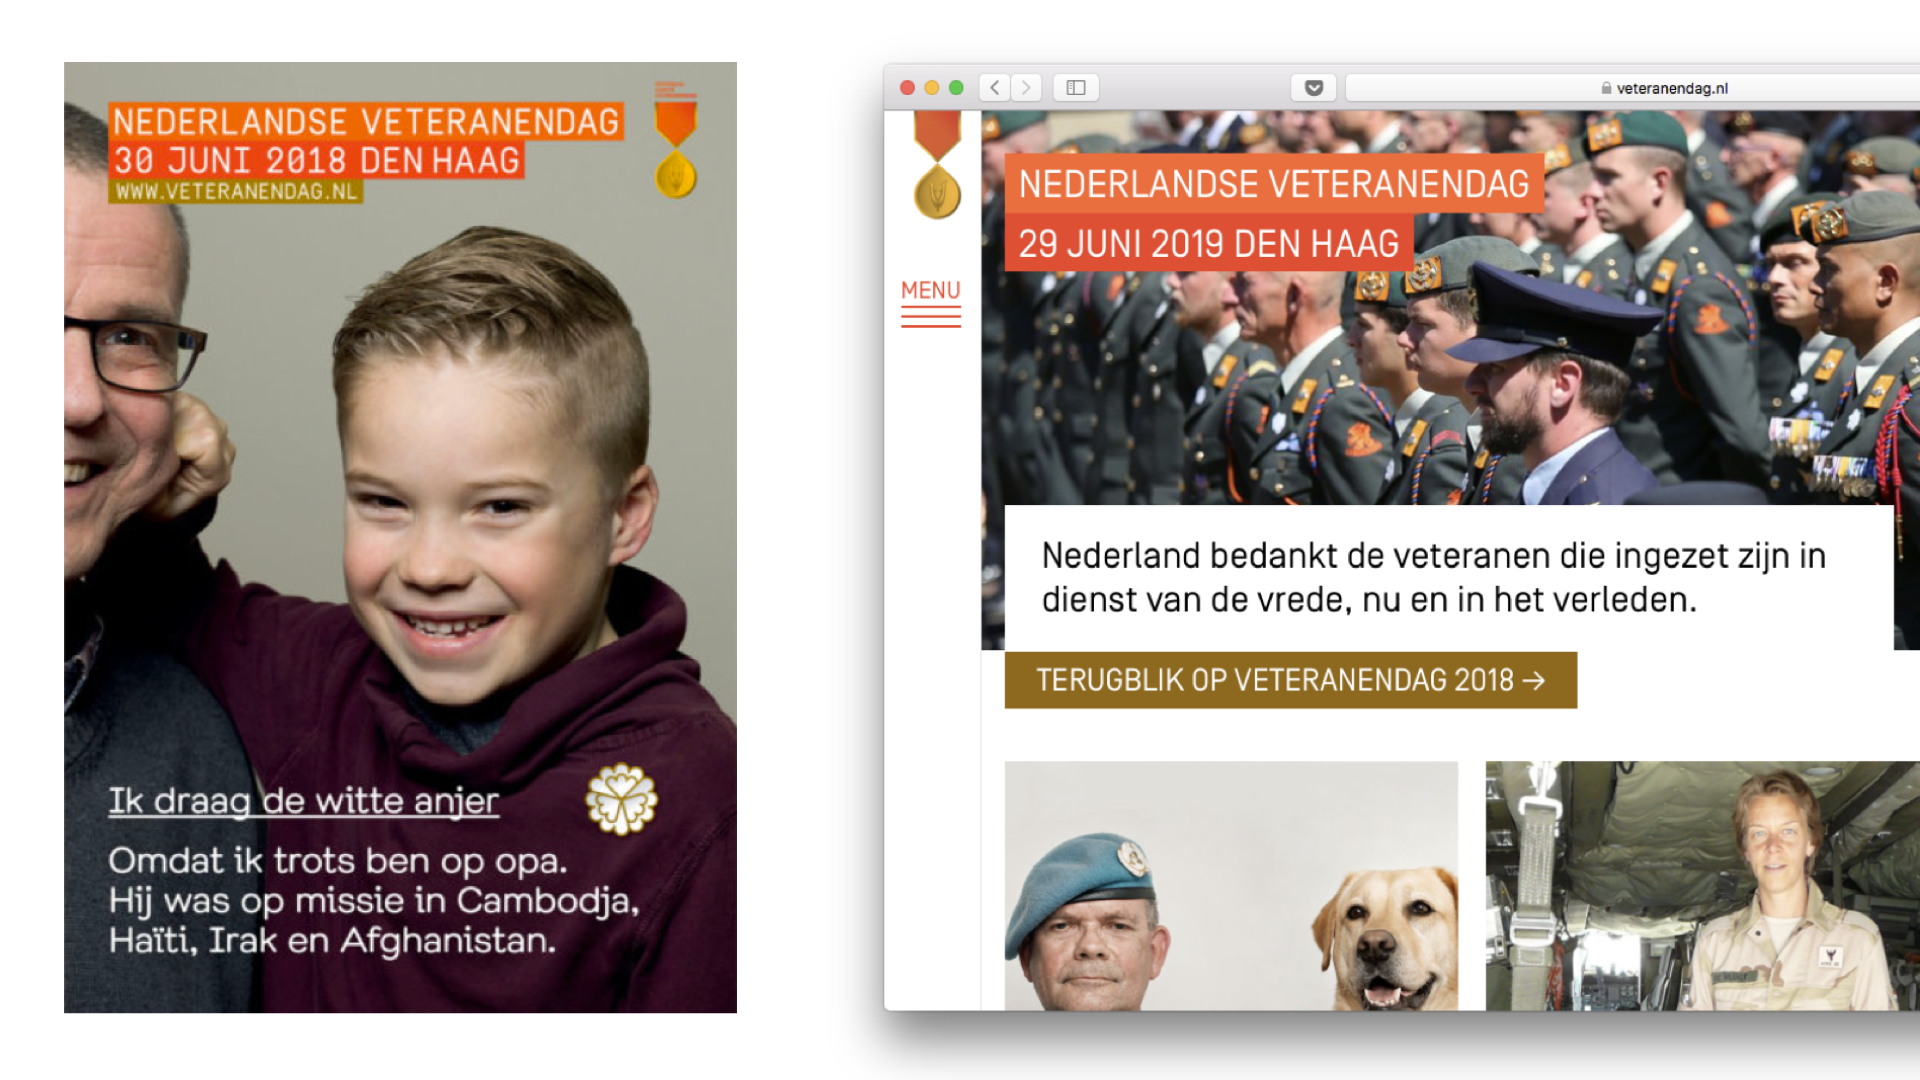 NEDERLANDSE VETERANENDAG
30 JUNI 2018 DEN HAAG
WWW.VETERANENDAG.NL
Ik draag de witte anjer
Omdat ik trots ben op opa.
Hij was op missie in Cambodja,
Haïti, Irak en Afghanistan.
veteranendag.nl
MENU
NEDERLANDSE VETERANENDAG
29 JUNI 2019 DEN HAAG
Nederland bedankt de veteranen die ingezet zijn in
dienst van de vrede, nu en in het verleden.
TERUGBLIK OP VETERANENDAG 2018 →